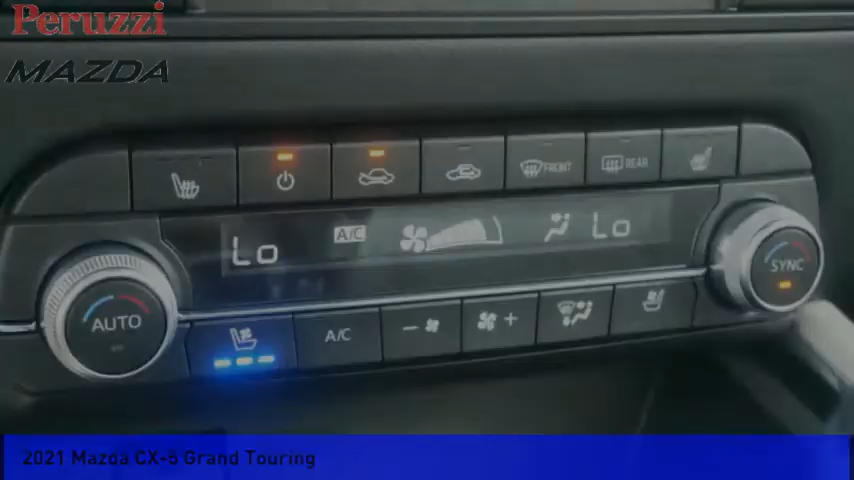 Peruzzi
MAZDA
FRONT
REAR
Lo
A/C
Lo
AUTO
SYNC
A/C
- +
2021 Mazda CX-5 Grand Touring